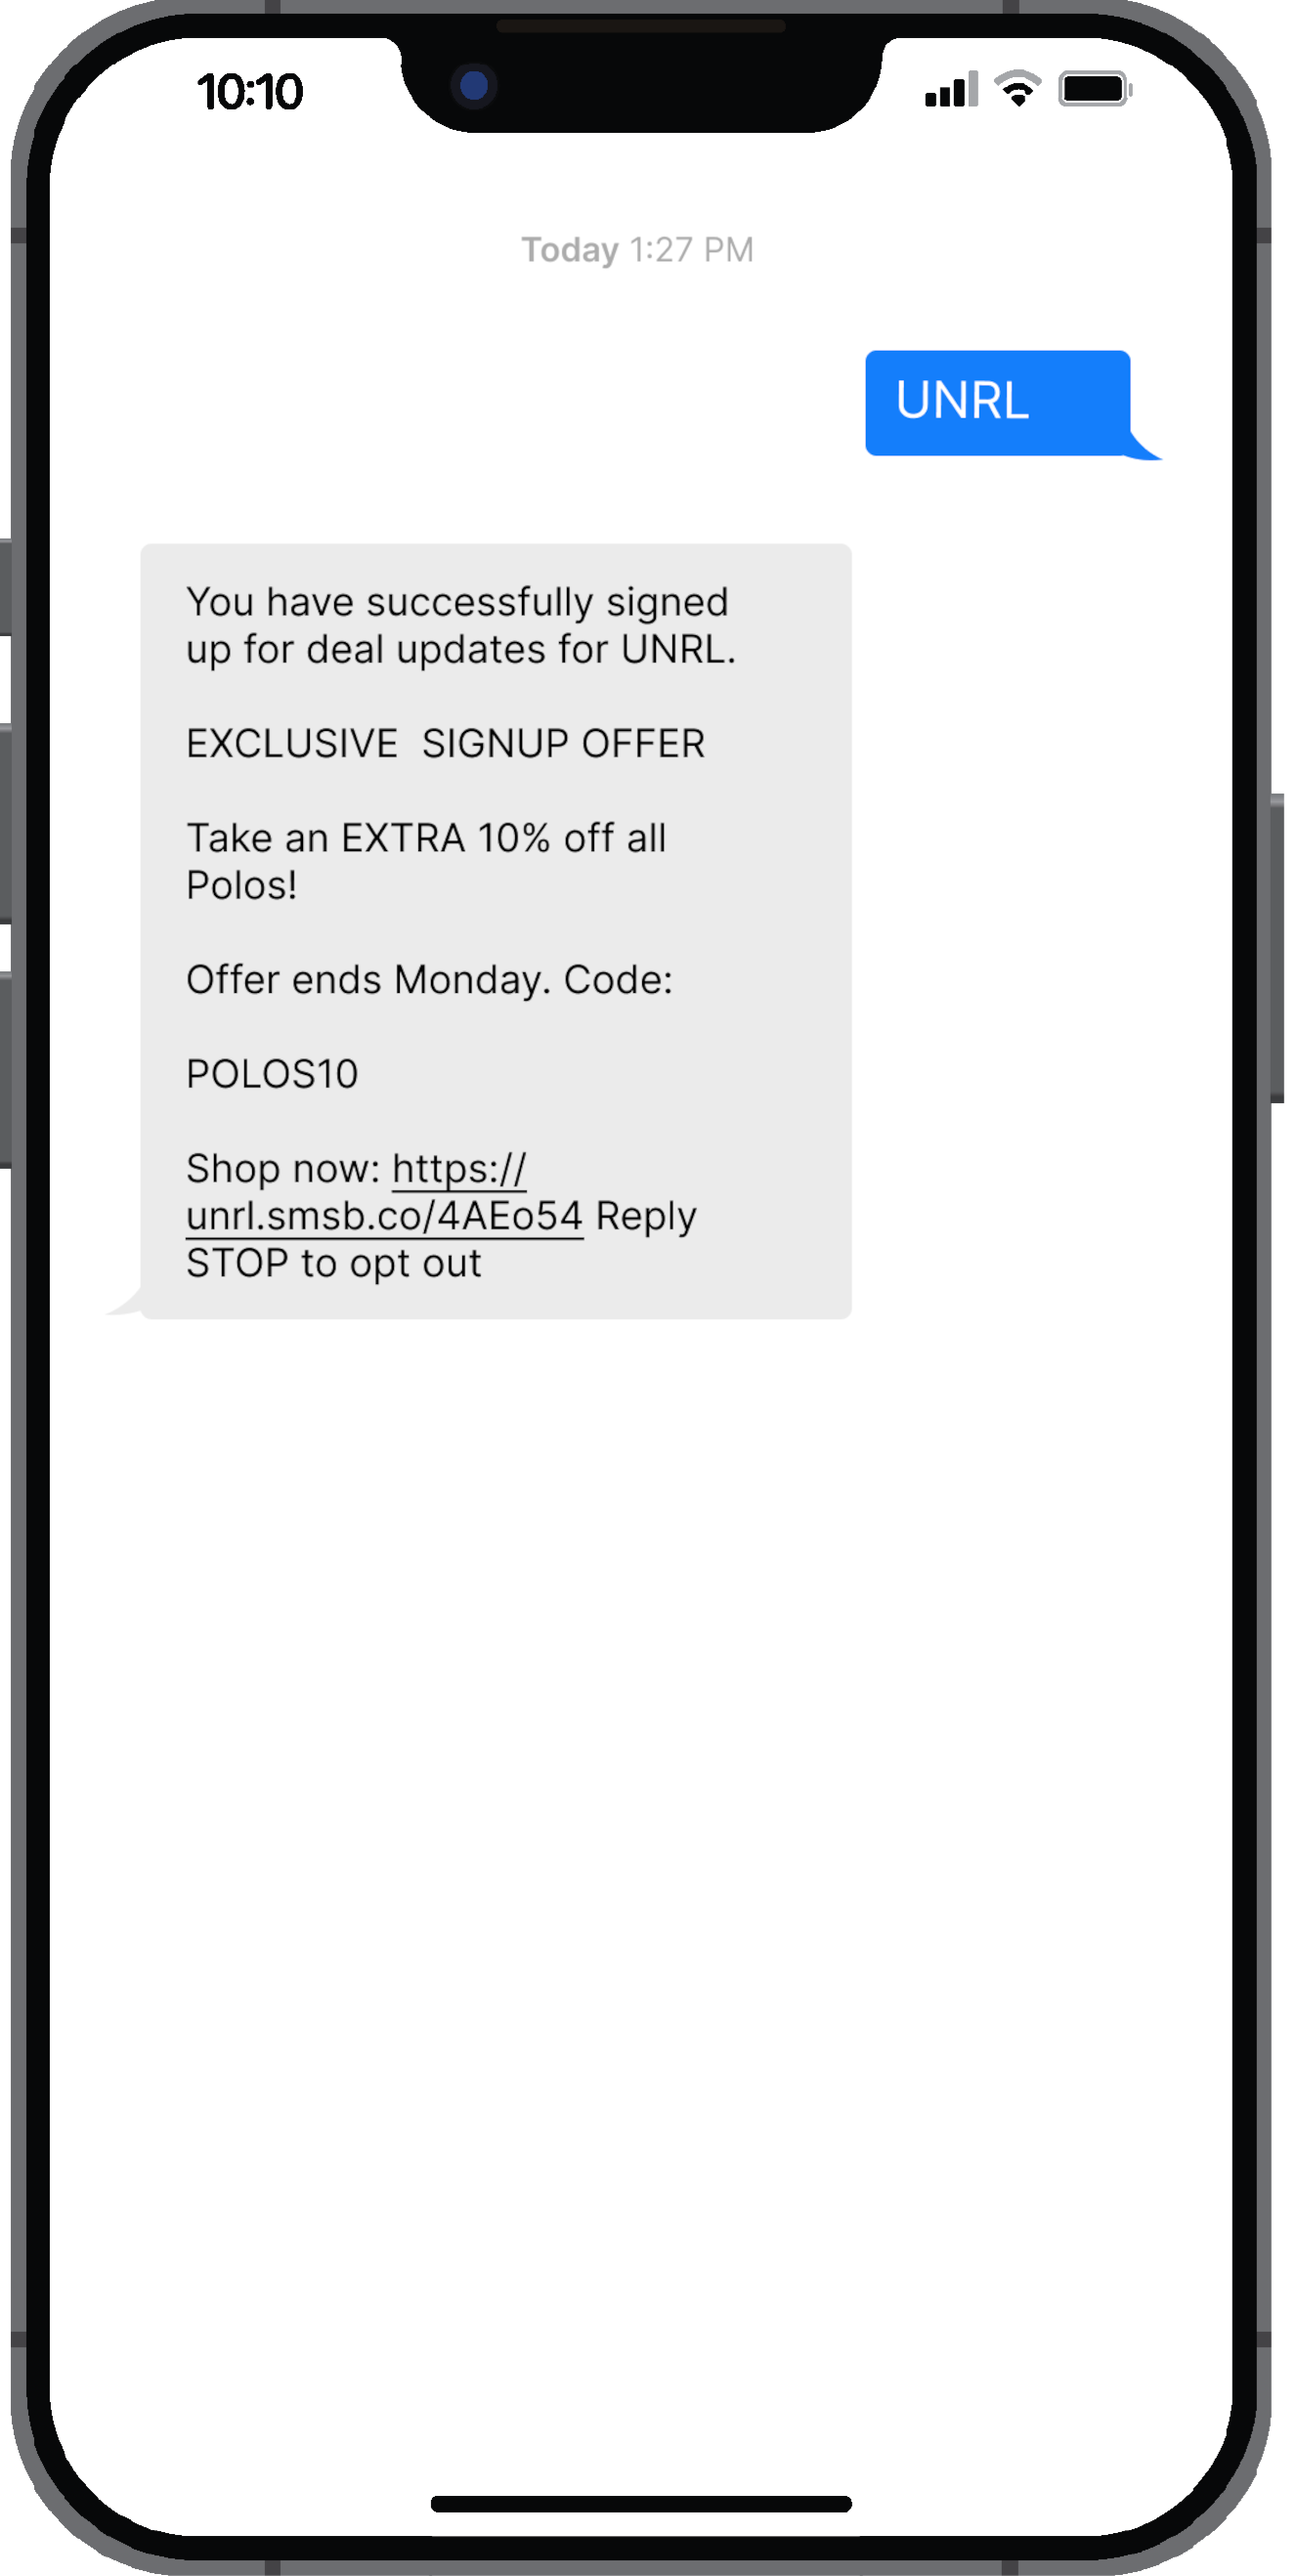 10:10
Today 1:27 PM
UNRL
You have successfully signed
up for deal updates for UNRL.
EXCLUSIVE  SIGNUP OFFER
Take an EXTRA 10% off all
Polos!
Offer ends Monday. Code:
POLOS10
Shop now: https://
unrl.smsb.co/4AEo54 Reply
STOP to opt out